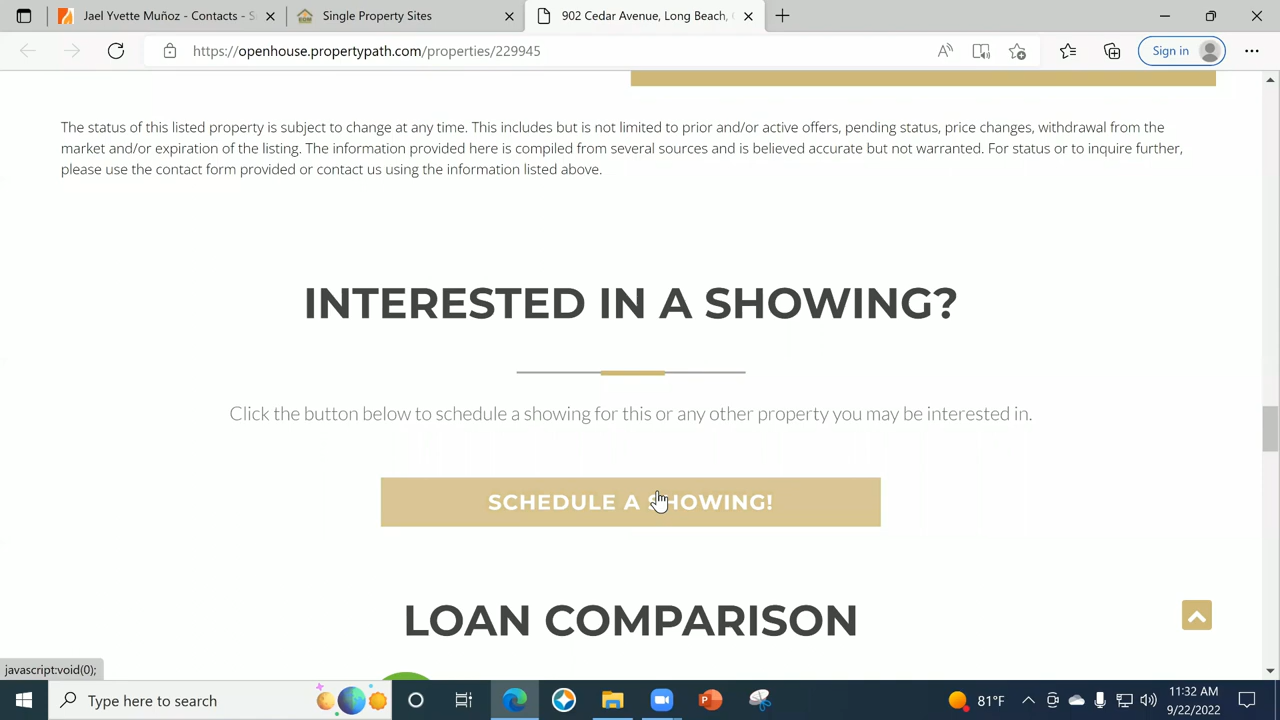 Jael Yvette Muñoz - Contacts - S
Single Property Sites
902 Cedar Avenue, Long Beach,
https://openhouse.propertypath.com/properties/229945
Sign in
The status of this listed property is subject to change at any time. This includes but is not limited to prior and/or active offers, pending status, price changes, withdrawal from the
market and/or expiration of the listing. The information provided here is compiled from several sources and is believed accurate but not warranted. For status or to inquire further,
please use the contact form provided or contact us using the information listed above.
INTERESTED IN A SHOWING?
Click the button below to schedule a showing for this or any other property you may be interested in.
SCHEDULE A SHOWING!
LOAN COMPARISON
javascript:void(0);
Type here to search
81°F
11:32 AM
9/22/2022